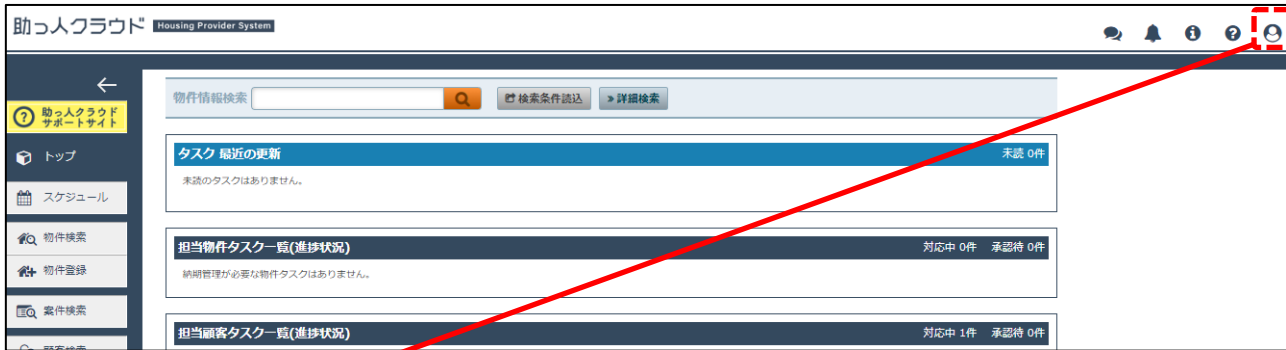 助っ人クラウド Housing Provider System
物件情報検索 検索条件読込 » 詳細検索
助っ人クラウド
サポートサイト
トップ
スケジュール
物件検索
物件登録
案件検索
顧客検索
タスク 最近の更新 未読 0件
未読のタスクはありません。
担当物件タスク一覧(進捗状況) 対応中 0件 承認待 0件
納期管理が必要な物件タスクはありません。
担当顧客タスク一覧(進捗状況) 対応中 1件 承認待 0件